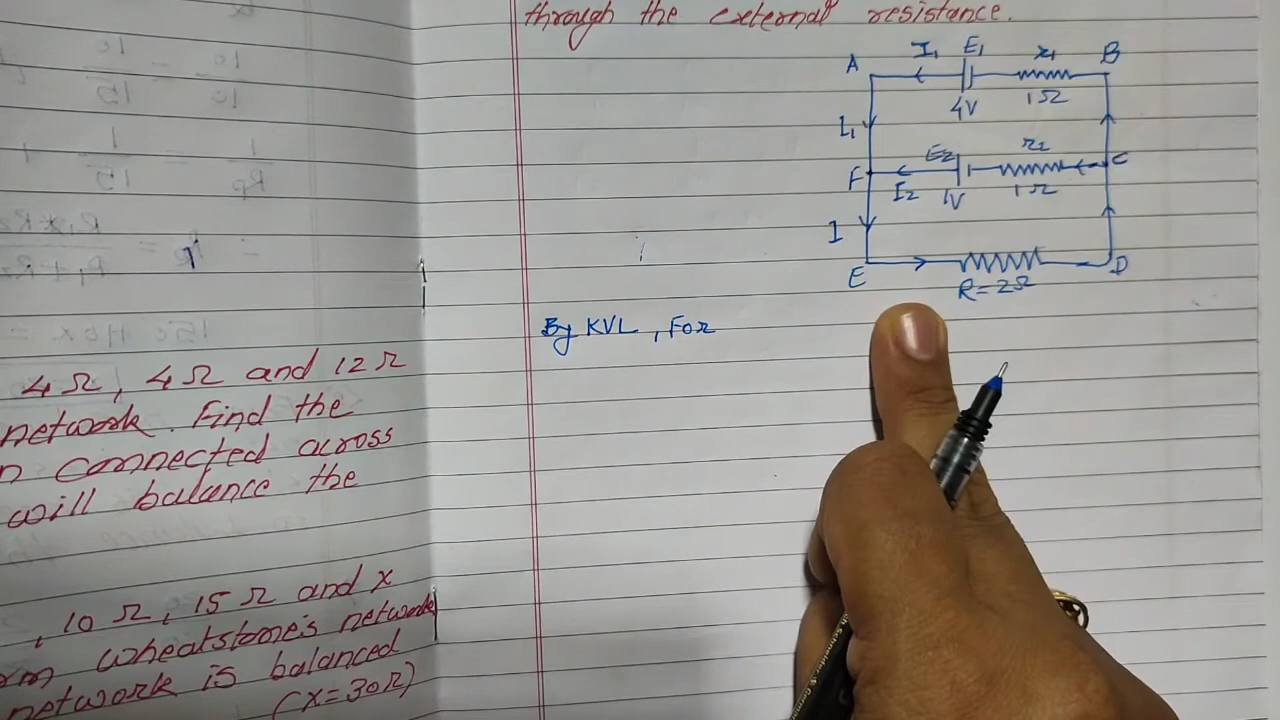 through the external resistance.
A I1 E1 r1 B
4V 1Ω
I1
F E2 r2 C
I2 1V 1Ω
I
E R=2Ω D
By KVL, For
4Ω, 4Ω and 12Ω
network. Find the
n connected across
will balance the
, 10Ω, 15Ω and x
rm wheatstone's network
network is balanced
(x=30Ω)